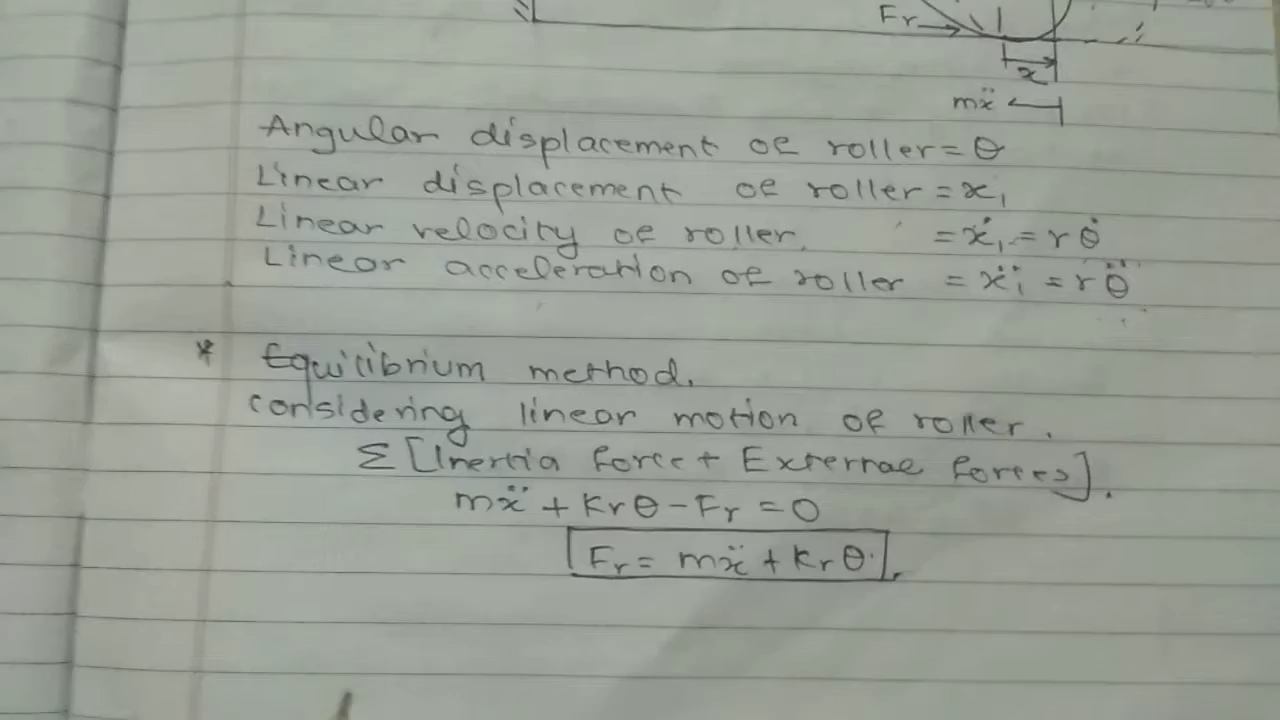 Fr
x
mẍ
Angular displacement of roller = θ
Linear displacement of roller = x₁
Linear velocity of roller. = ẋ₁ = rθ̇
Linear acceleration of roller = ẍ₁ = rθ̈
* Equilibrium method.
considering linear motion of roller.
Σ [Inertia force + External forces].
mẍ + Krθ - Fr = 0
Fr = mẍ + Krθ.